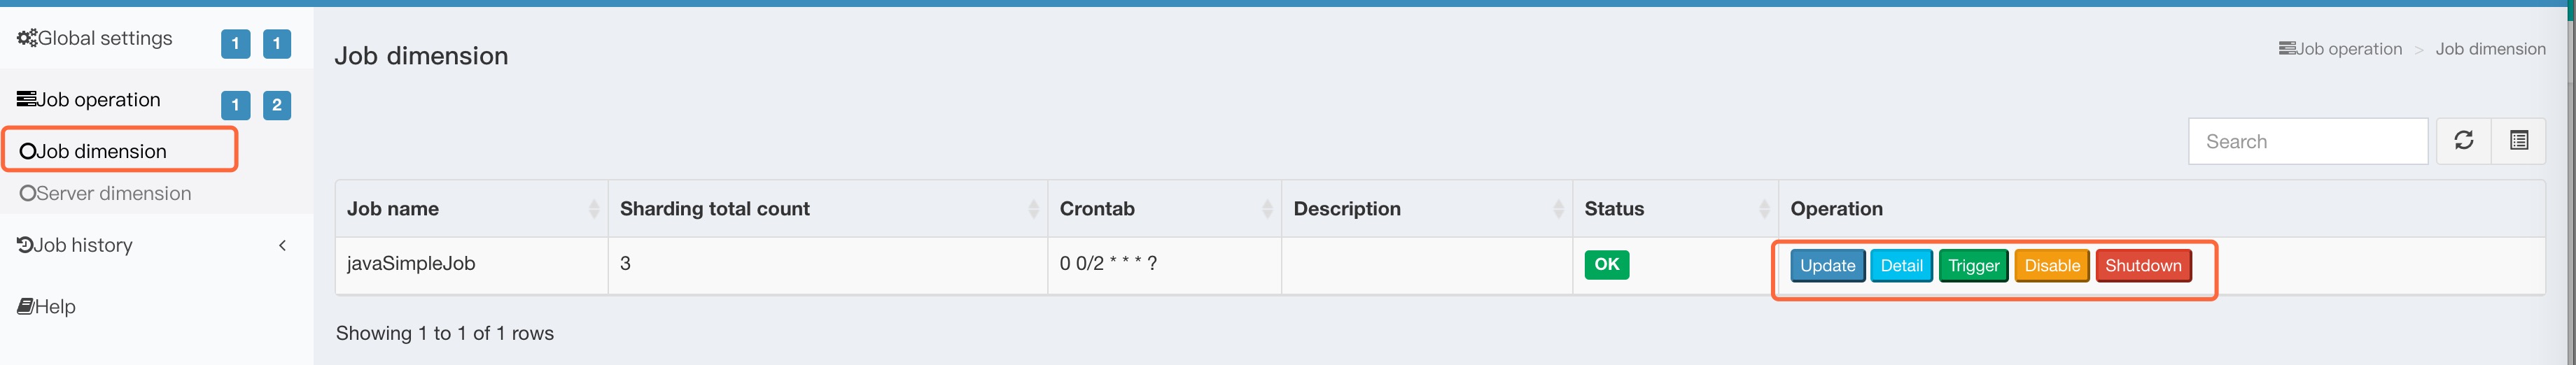 Global settings 1 1
Job operation 1 2
Job dimension
Server dimension
Job history
Help
Job dimension
Job operation > Job dimension
Search
Job name Sharding total count Crontab Description Status Operation
javaSimpleJob 3 0 0/2 * * * ? OK Update Detail Trigger Disable Shutdown
Showing 1 to 1 of 1 rows